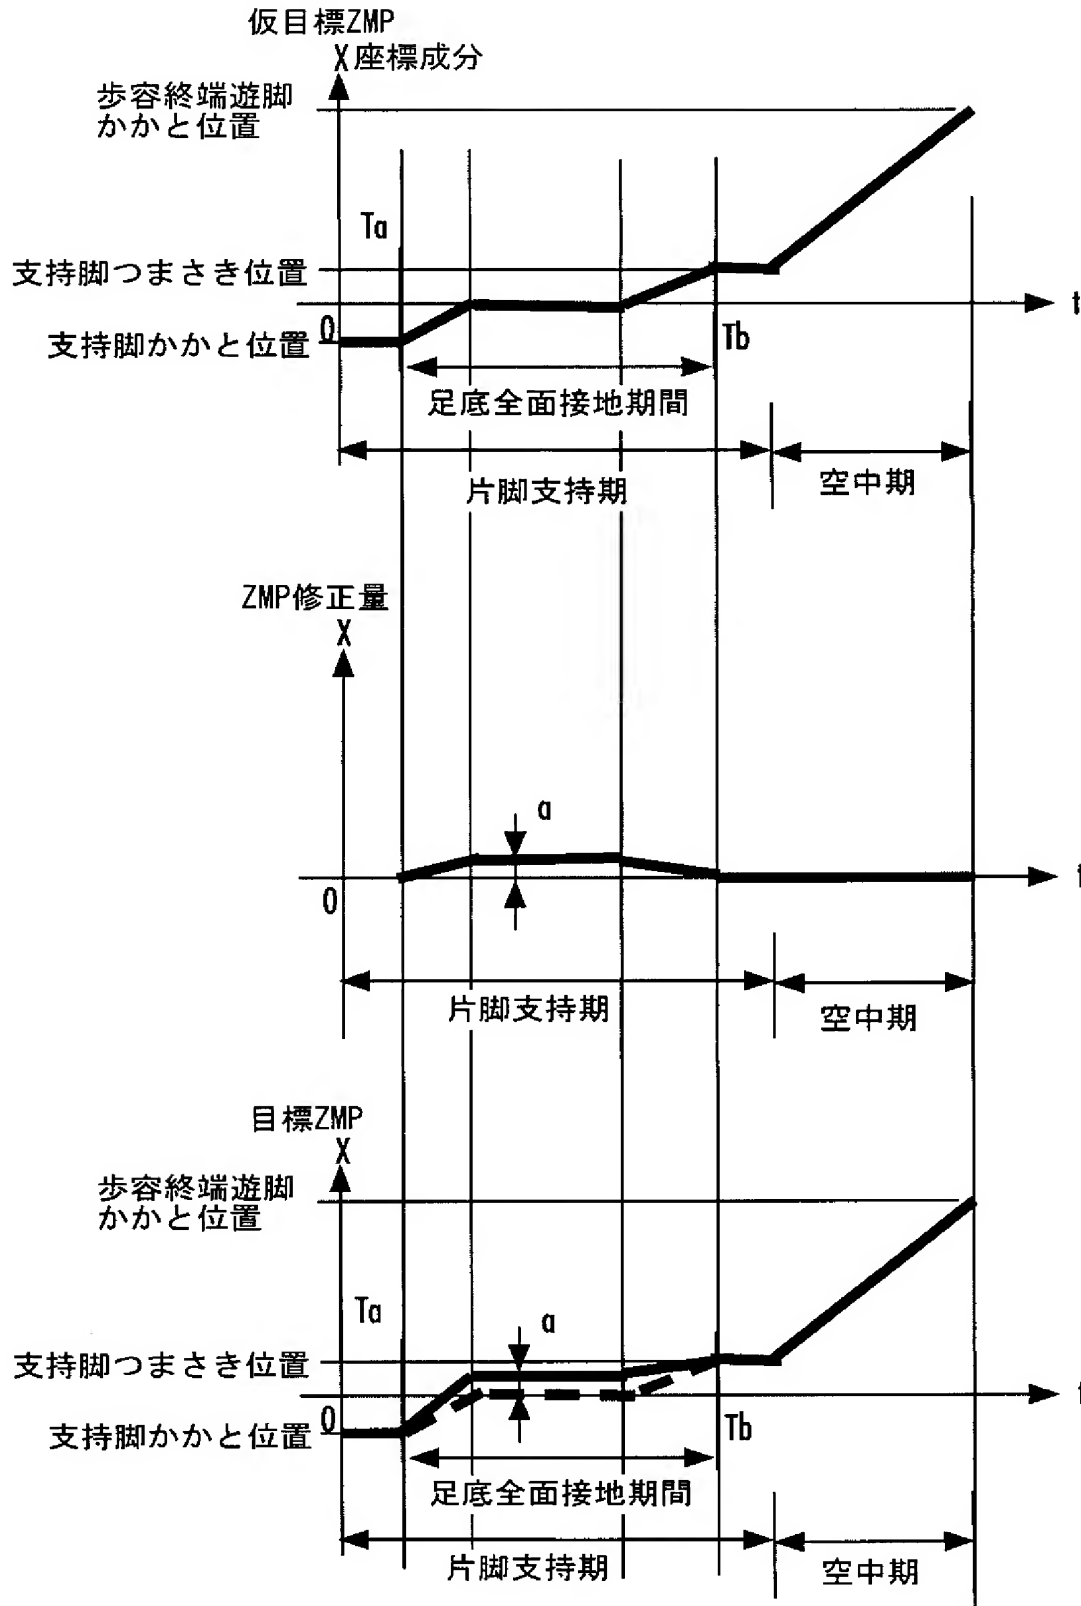 仮目標ZMP
X座標成分
歩容終端遊脚
かかと位置
Ta
支持脚つまさき位置
0
t
支持脚かかと位置
Tb
足底全面接地期間
片脚支持期
空中期
ZMP修正量
X
a
0
t
片脚支持期
空中期
目標ZMP
X
歩容終端遊脚
かかと位置
Ta
a
支持脚つまさき位置
0
t
支持脚かかと位置
Tb
足底全面接地期間
片脚支持期
空中期